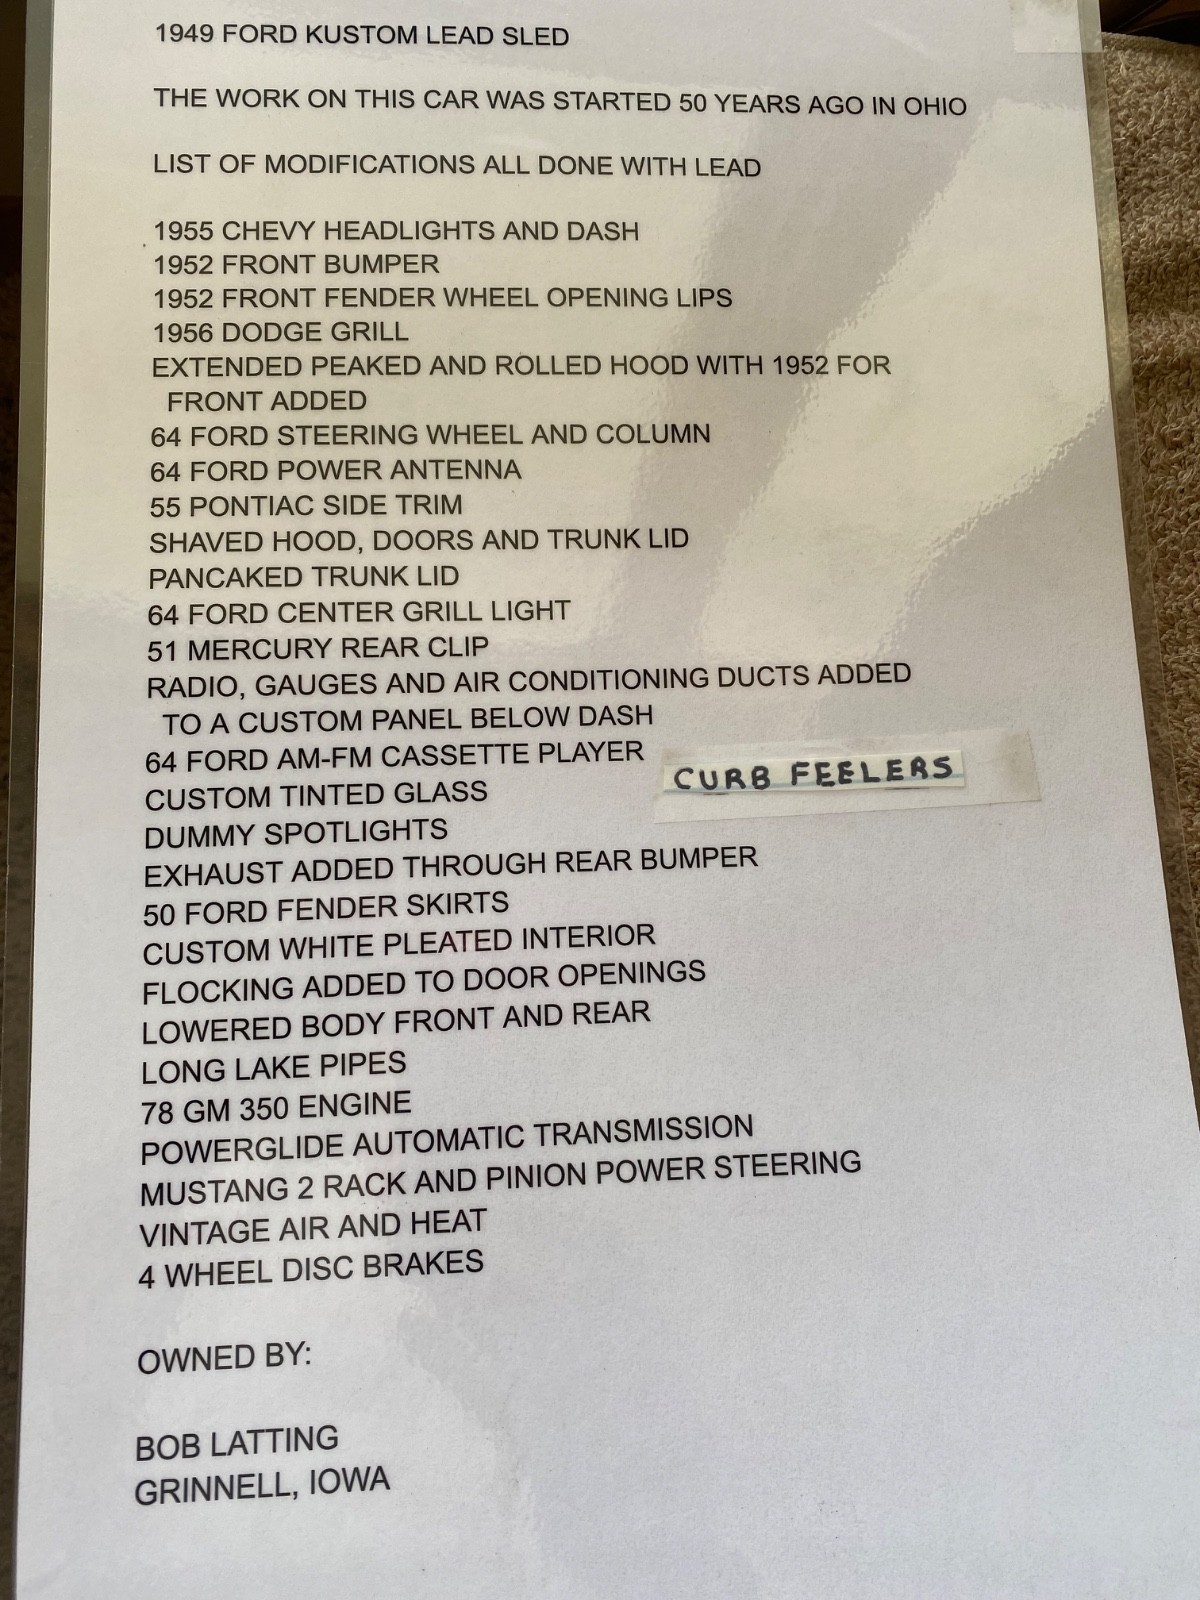 1949 FORD KUSTOM LEAD SLED
THE WORK ON THIS CAR WAS STARTED 50 YEARS AGO IN OHIO
LIST OF MODIFICATIONS ALL DONE WITH LEAD
1955 CHEVY HEADLIGHTS AND DASH
1952 FRONT BUMPER
1952 FRONT FENDER WHEEL OPENING LIPS
1956 DODGE GRILL
EXTENDED PEAKED AND ROLLED HOOD WITH 1952 FOR
FRONT ADDED
64 FORD STEERING WHEEL AND COLUMN
64 FORD POWER ANTENNA
55 PONTIAC SIDE TRIM
SHAVED HOOD, DOORS AND TRUNK LID
PANCAKED TRUNK LID
64 FORD CENTER GRILL LIGHT
51 MERCURY REAR CLIP
RADIO, GAUGES AND AIR CONDITIONING DUCTS ADDED
TO A CUSTOM PANEL BELOW DASH
64 FORD AM-FM CASSETTE PLAYER
CURB FEELERS
CUSTOM TINTED GLASS
DUMMY SPOTLIGHTS
EXHAUST ADDED THROUGH REAR BUMPER
50 FORD FENDER SKIRTS
CUSTOM WHITE PLEATED INTERIOR
FLOCKING ADDED TO DOOR OPENINGS
LOWERED BODY FRONT AND REAR
LONG LAKE PIPES
78 GM 350 ENGINE
POWERGLIDE AUTOMATIC TRANSMISSION
MUSTANG 2 RACK AND PINION POWER STEERING
VINTAGE AIR AND HEAT
4 WHEEL DISC BRAKES
OWNED BY:
BOB LATTING
GRINNELL, IOWA